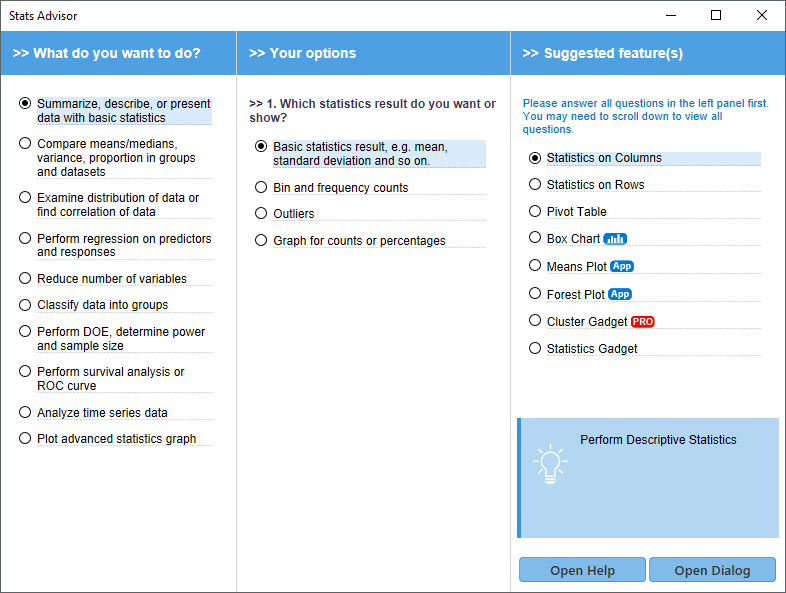 Stats Advisor
>> What do you want to do?
Summarize, describe, or present
data with basic statistics
Compare means/medians,
variance, proportion in groups
and datasets
Examine distribution of data or
find correlation of data
Perform regression on predictors
and responses
Reduce number of variables
Classify data into groups
Perform DOE, determine power
and sample size
Perform survival analysis or
ROC curve
Analyze time series data
Plot advanced statistics graph
>> Your options
>> 1. Which statistics result do you want or
show?
Basic statistics result, e.g. mean,
standard deviation and so on.
Bin and frequency counts
Outliers
Graph for counts or percentages
>> Suggested feature(s)
Please answer all questions in the left panel first.
You may need to scroll down to view all
questions.
Statistics on Columns
Statistics on Rows
Pivot Table
Box Chart
Means Plot App
Forest Plot App
Cluster Gadget PRO
Statistics Gadget
Perform Descriptive Statistics
Open Help
Open Dialog